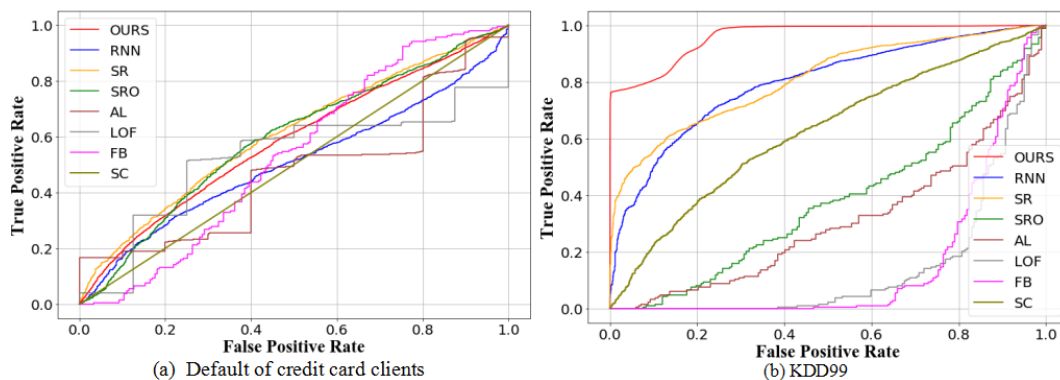 1.0
0.8
0.6
0.4
0.2
0.0
True Positive Rate
OURS
RNN
SR
SRO
AL
LOF
FB
SC
0.0 0.2 0.4 0.6 0.8 1.0
False Positive Rate
(a) Default of credit card clients
1.0
0.8
0.6
0.4
0.2
0.0
True Positive Rate
OURS
RNN
SR
SRO
AL
LOF
FB
SC
0.0 0.2 0.4 0.6 0.8 1.0
False Positive Rate
(b) KDD99